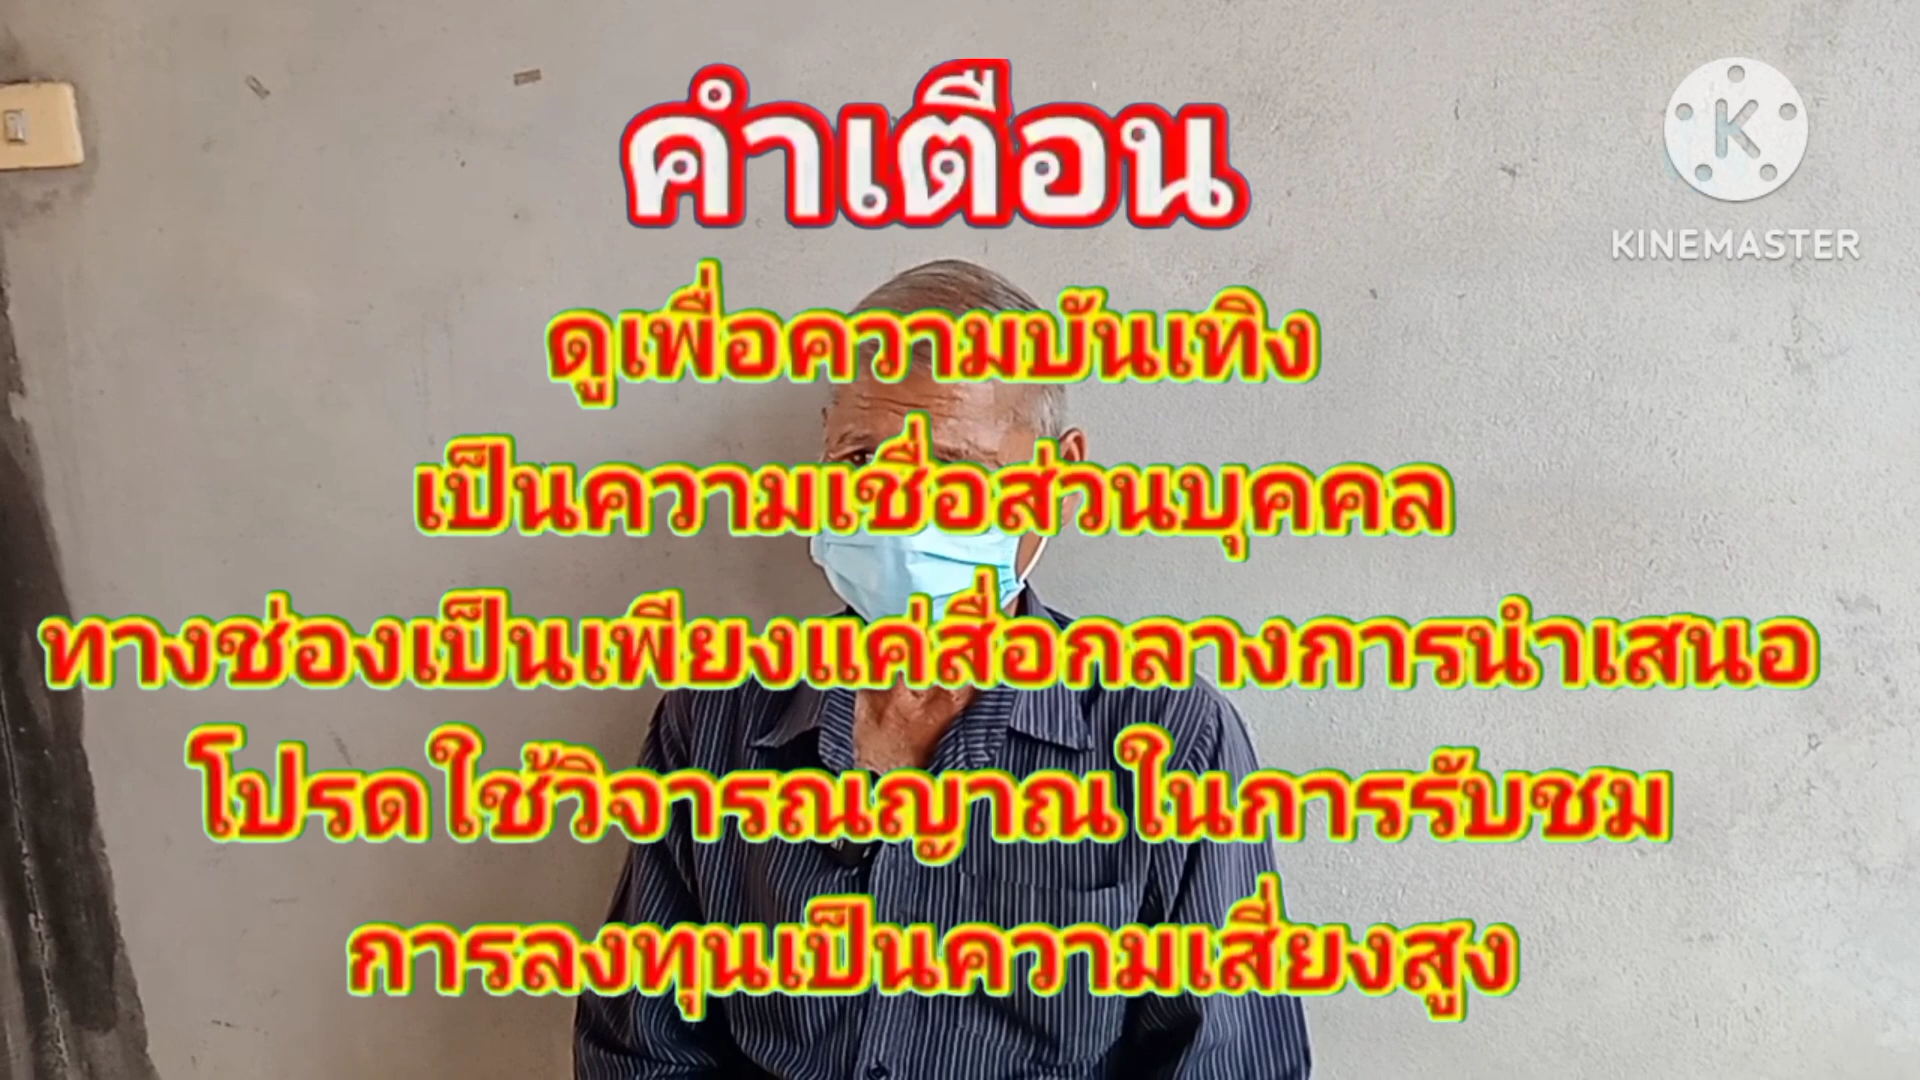 คำเตือน
K
KINEMASTER
ดูเพื่อความบันเทิง
เป็นความเชื่อส่วนบุคคล
ทางช่องเป็นเพียงแค่สื่อกลางการนำเสนอ
โปรดใช้วิจารณญาณในการรับชม
การลงทุนเป็นความเสี่ยงสูง